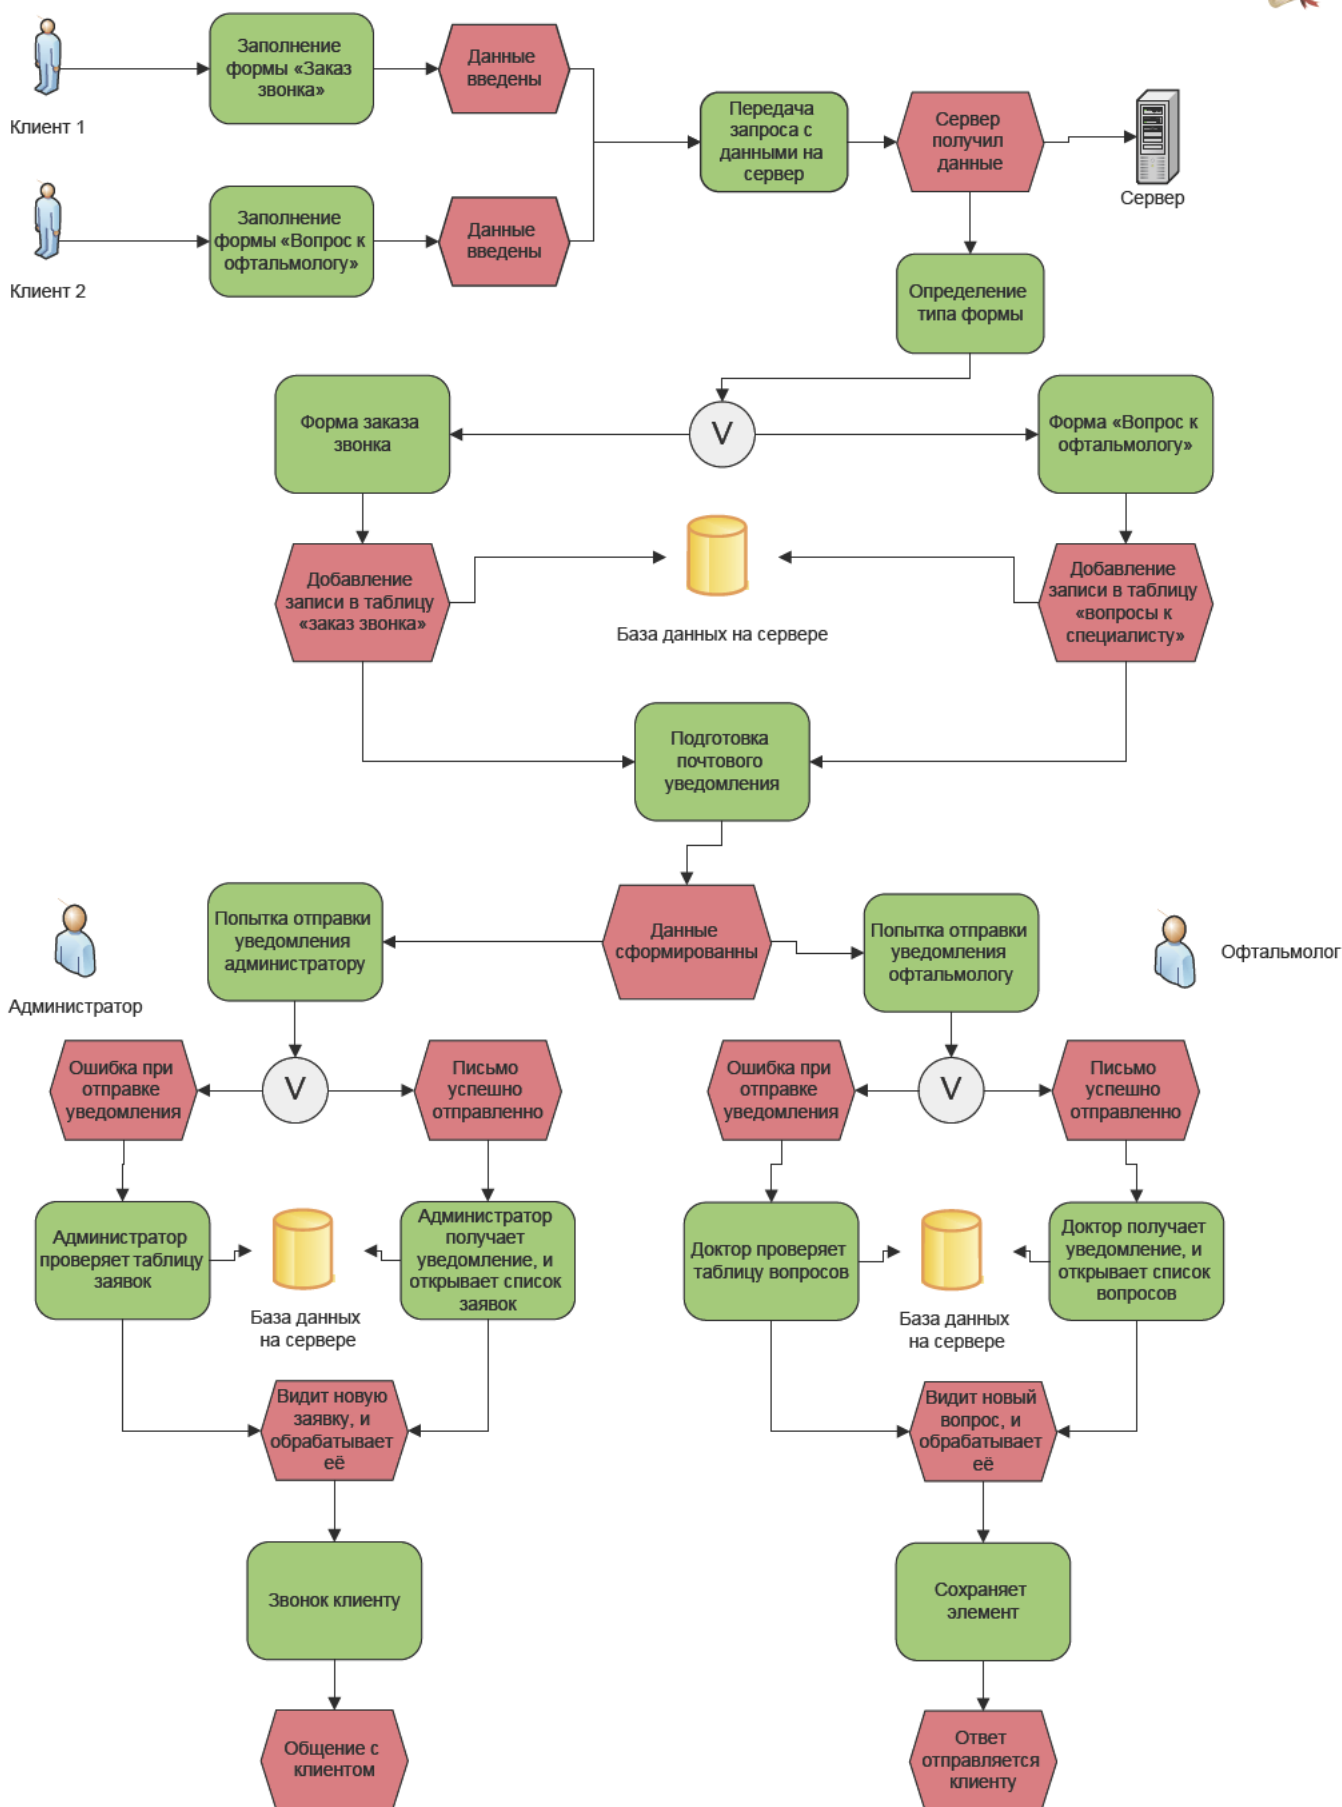 Заполнение
формы «Заказ
звонка»
Данные
введены
Клиент 1
Передача
запроса с
данными на
сервер
Сервер
получил
данные
Сервер
Заполнение
формы «Вопрос к
офтальмологу»
Данные
введены
Клиент 2
Определение
типа формы
Форма заказа
звонка
V
Форма «Вопрос к
офтальмологу»
Добавление
записи в таблицу
«заказ звонка»
База данных на сервере
Добавление
записи в таблицу
«вопросы к
специалисту»
Подготовка
почтового
уведомления
Администратор
Попытка отправки
уведомления
администратору
Данные
сформированны
Попытка отправки
уведомления
офтальмологу
Офтальмолог
Ошибка при
отправке
уведомления
V
Письмо
успешно
отправленно
Ошибка при
отправке
уведомления
V
Письмо
успешно
отправленно
Администратор
проверяет таблицу
заявок
База данных
на сервере
Администратор
получает
уведомление, и
открывает список
заявок
Доктор проверяет
таблицу вопросов
База данных
на сервере
Доктор получает
уведомление, и
открывает список
вопросов
Видит новую
заявку, и
обрабатывает
её
Видит новый
вопрос, и
обрабатывает
её
Звонок клиенту
Сохраняет
элемент
Общение с
клиентом
Ответ
отправляется
клиенту